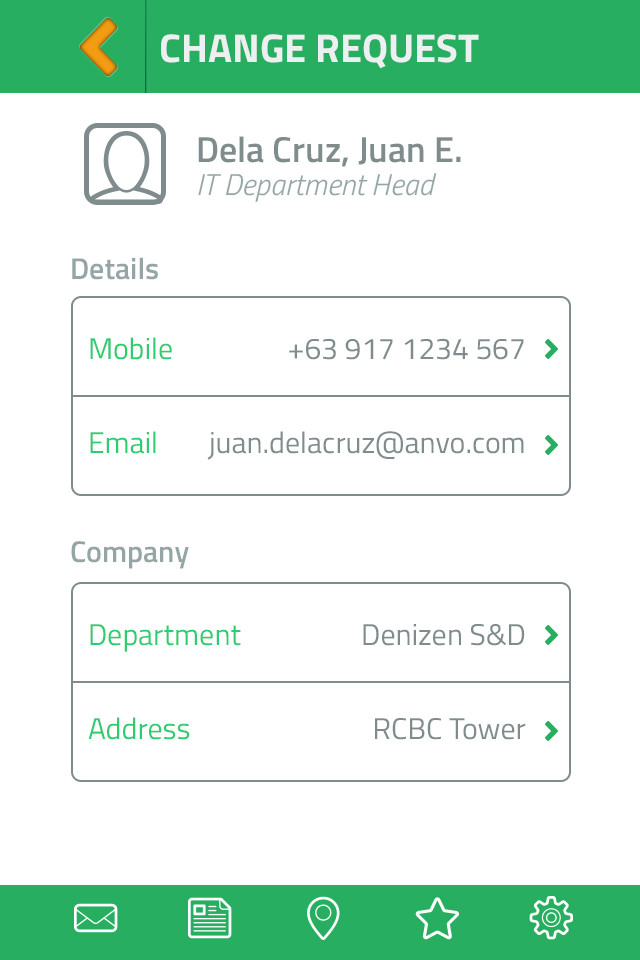 CHANGE REQUEST
Dela Cruz, Juan E.
IT Department Head
Details
Mobile +63 917 1234 567
Email juan.delacruz@anvo.com
Company
Department Denizen S&D
Address RCBC Tower